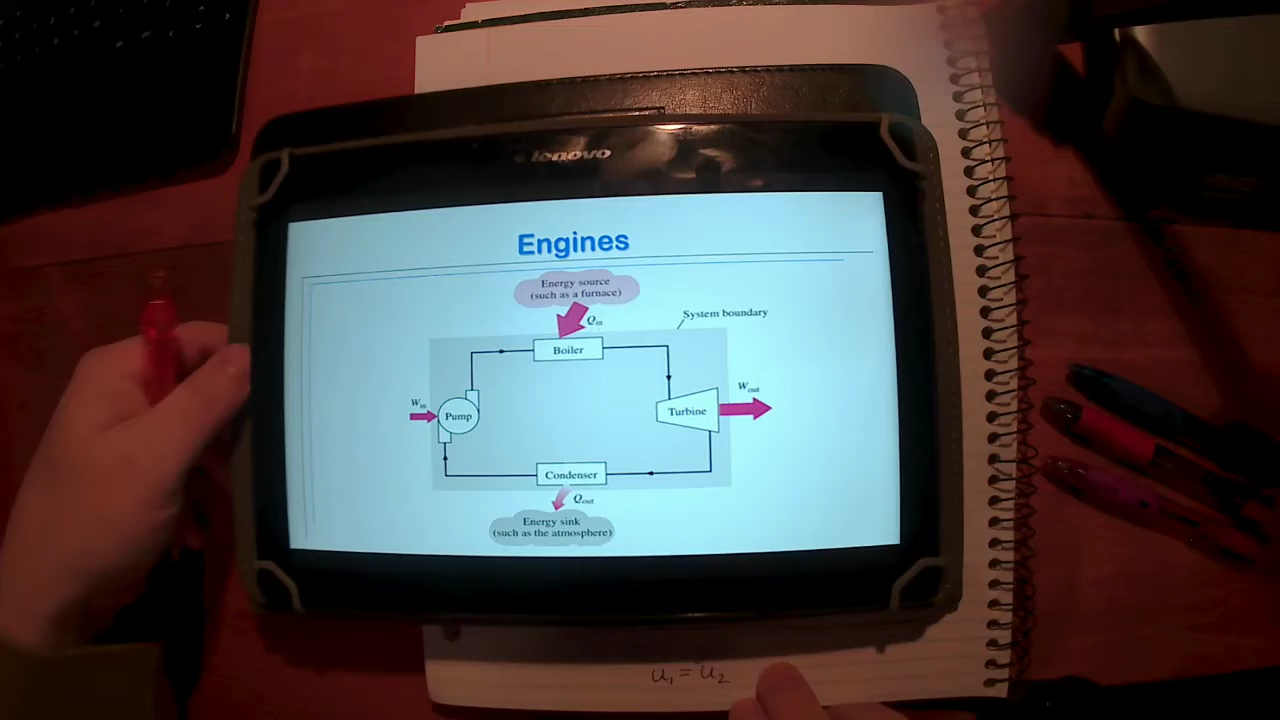 lenovo
Engines
Energy source
(such as a furnace)
Q_in
System boundary
Boiler
W_in
Pump
Turbine
W_out
Condenser
Q_out
Energy sink
(such as the atmosphere)
u₁ = u₂